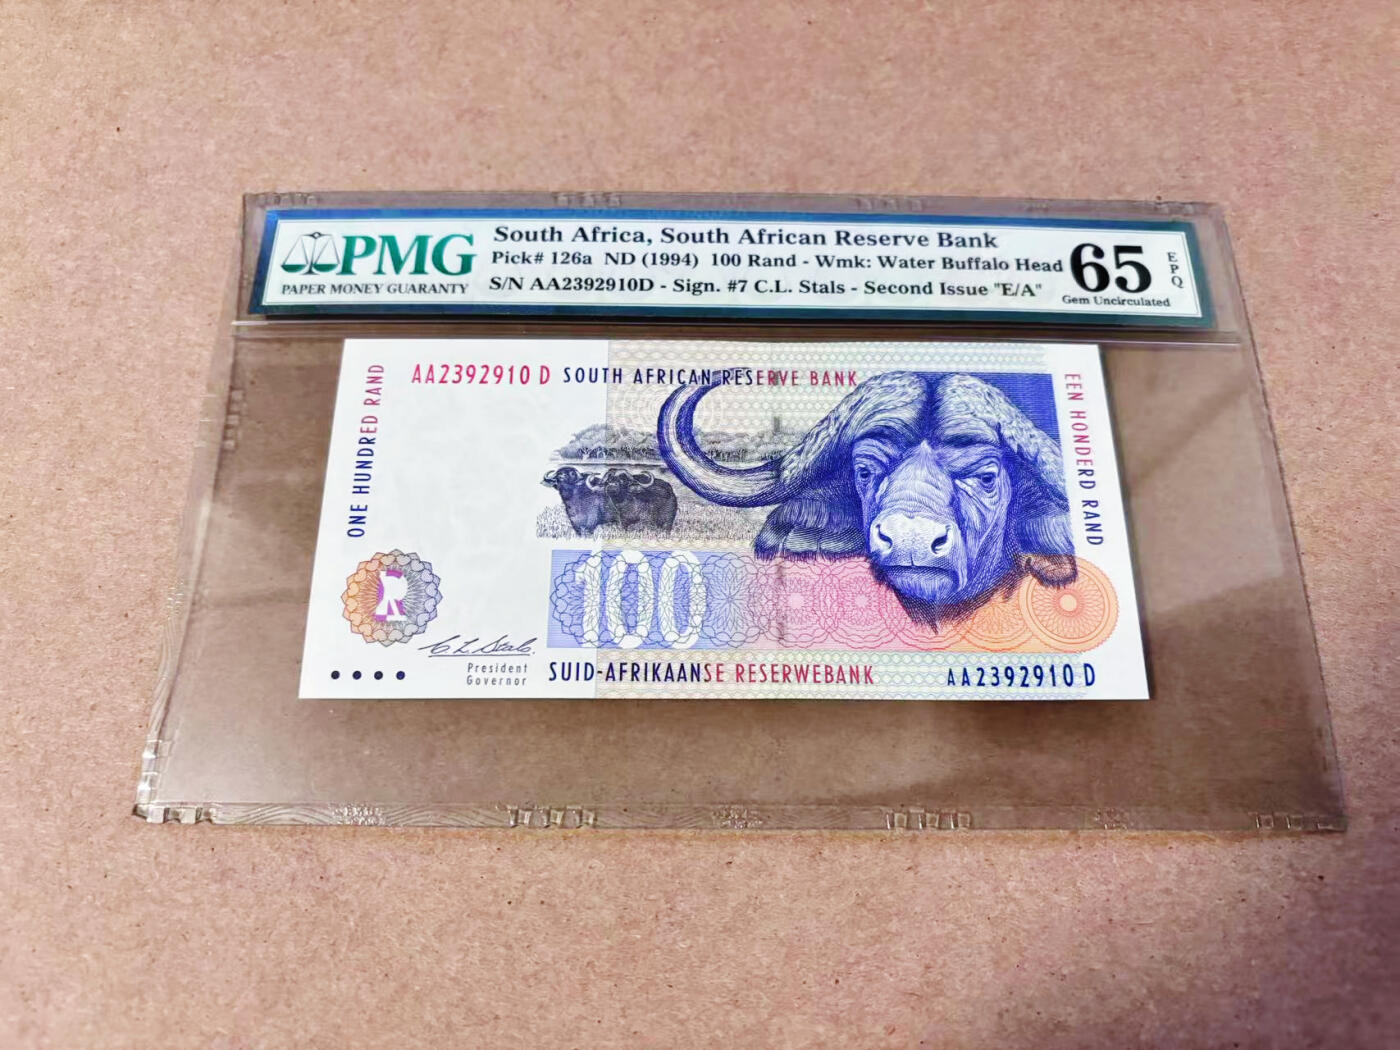 PMG
PAPER MONEY GUARANTY
South Africa, South African Reserve Bank
Pick# 126a ND (1994) 100 Rand - Wmk: Water Buffalo Head
S/N AA2392910D - Sign. #7 C.L. Stals - Second Issue "E/A"
65
EPQ
Gem Uncirculated
ONE HUNDRED RAND
AA2392910 D
SOUTH AFRICAN RESERVE BANK
EEN HONDERD RAND
100
R
C L Stals.
President
Governor
SUID-AFRIKAANSE RESERWEBANK
AA2392910 D